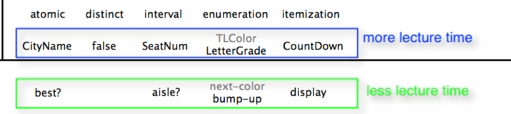 atomic distinct interval enumeration itemization
TLColor
CityName false SeatNum LetterGrade CountDown more lecture time
next-color
best? aisle? bump-up display less lecture time